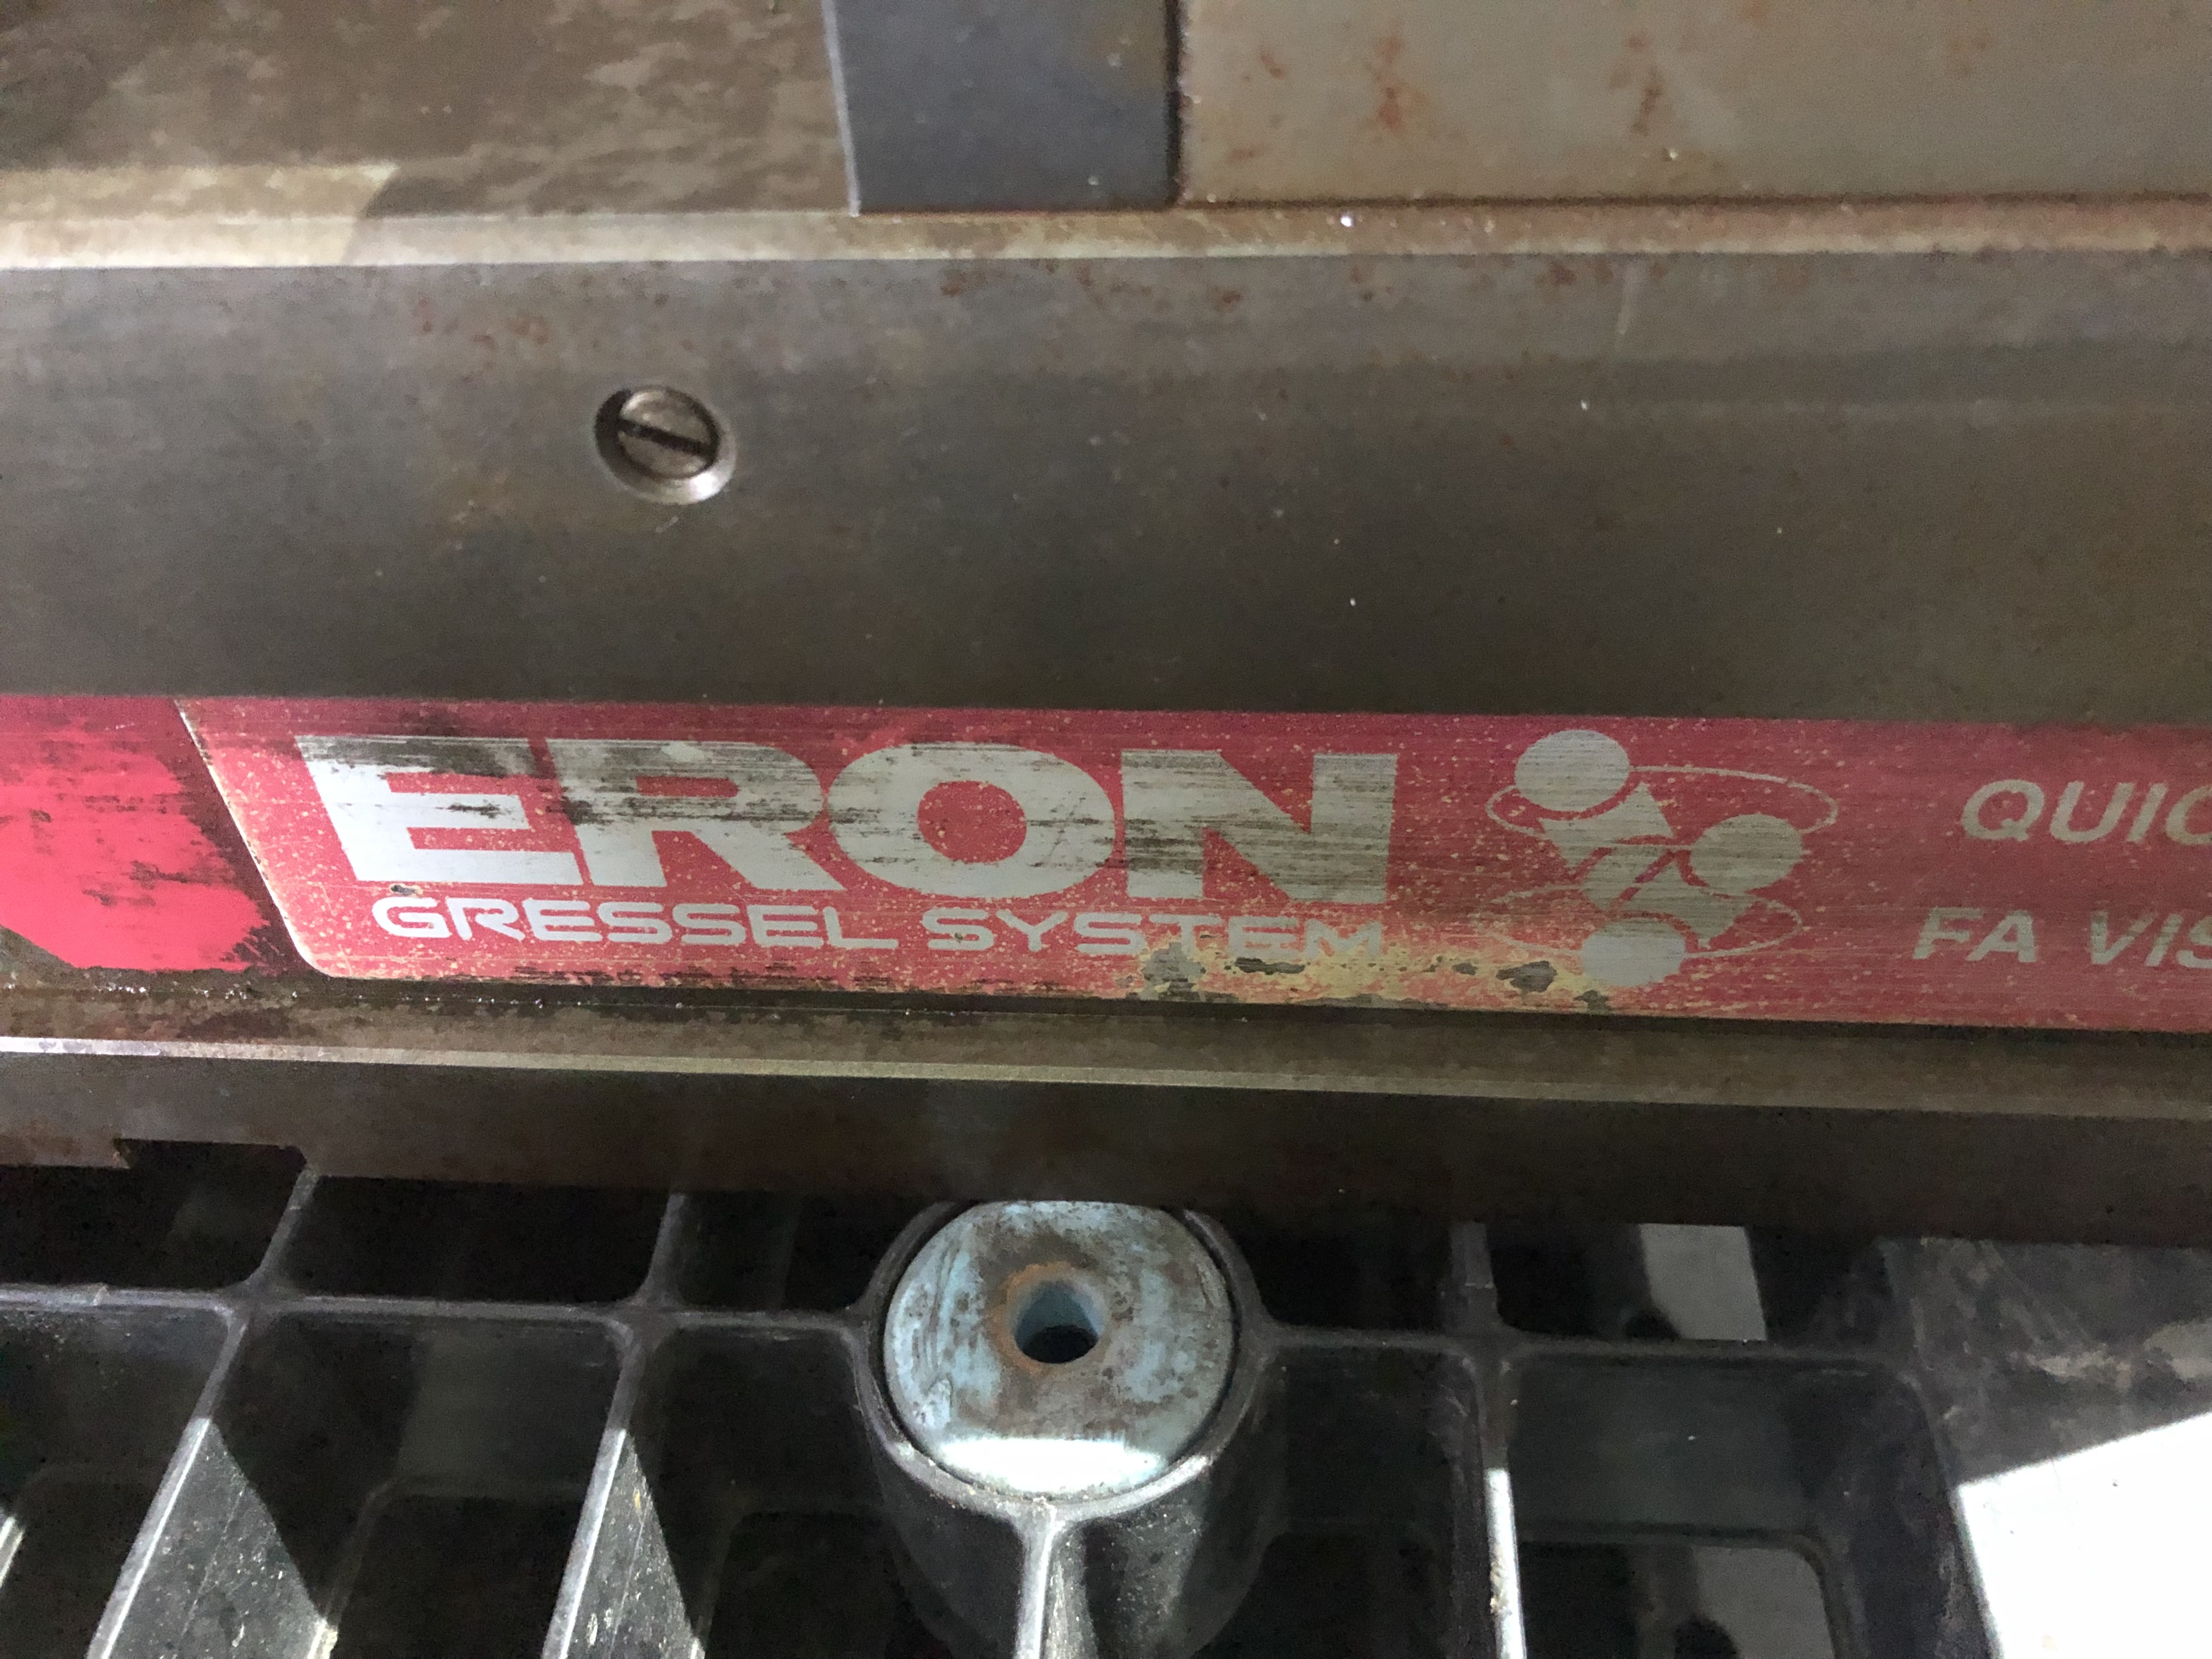 ERON
GRESSEL SYSTEM
QUIC
FA VIS